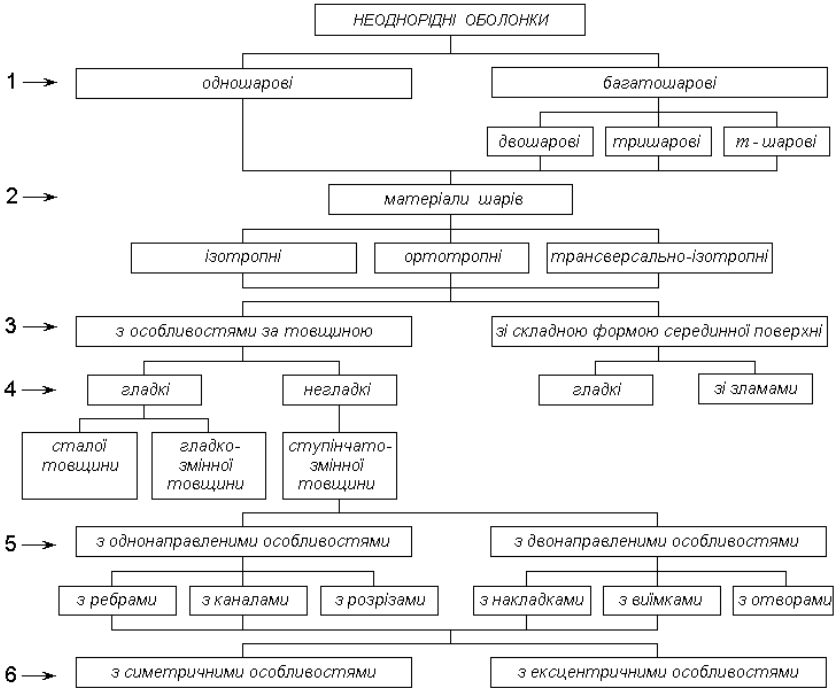 НЕОДНОРІДНІ ОБОЛОНКИ
1
одношарові
багатошарові
двошарові
тришарові
m - шарові
2
матеріали шарів
ізотропні
ортотропні
трансверсально-ізотропні
3
з особливостями за товщиною
зі складною формою серединної поверхні
4
гладкі
негладкі
гладкі
зі зламами
сталої
товщини
гладко-
змінної
товщини
ступінчато-
змінної
товщини
5
з однонаправленими особливостями
з двонаправленими особливостями
з ребрами
з каналами
з розрізами
з накладками
з виїмками
з отворами
6
з симетричними особливостями
з ексцентричними особливостями